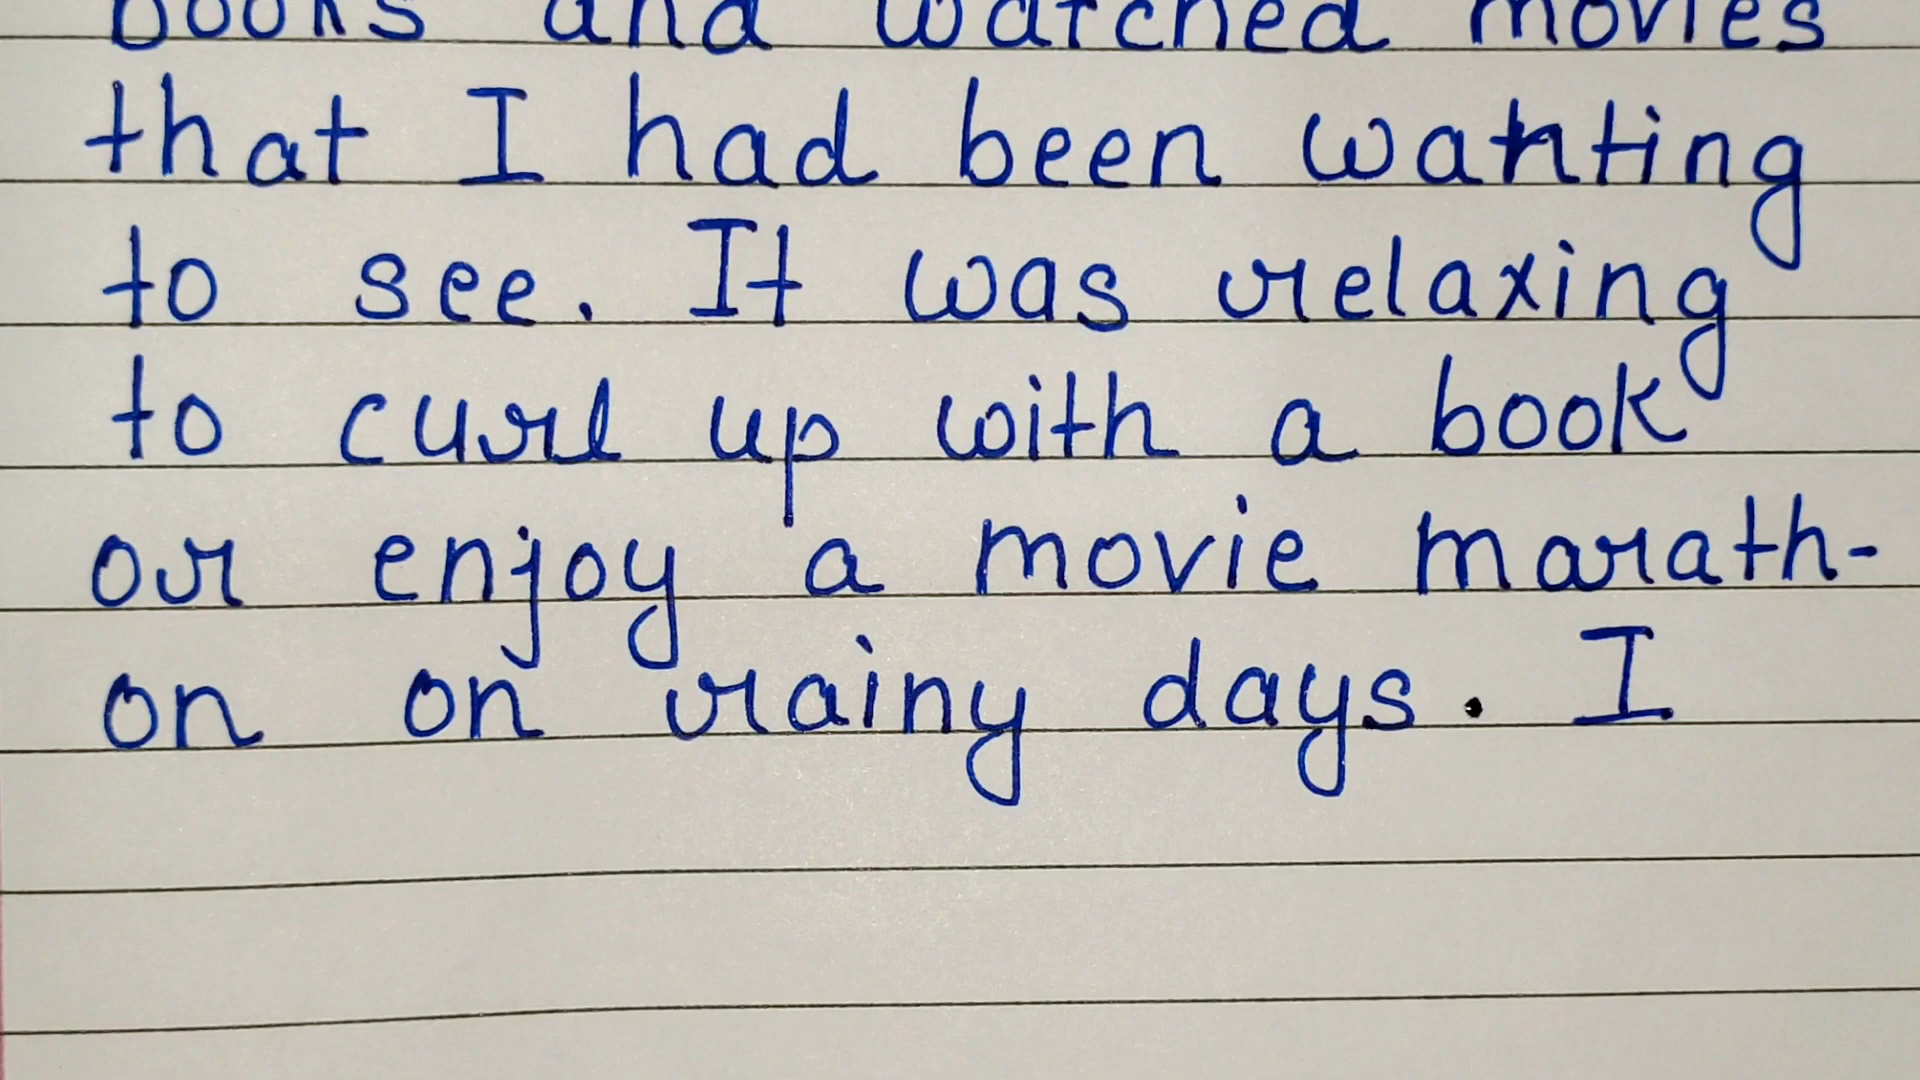 books and watched movies
that I had been wanting
to see. It was relaxing
to curl up with a book
or enjoy a movie marath-
on on rainy days. I